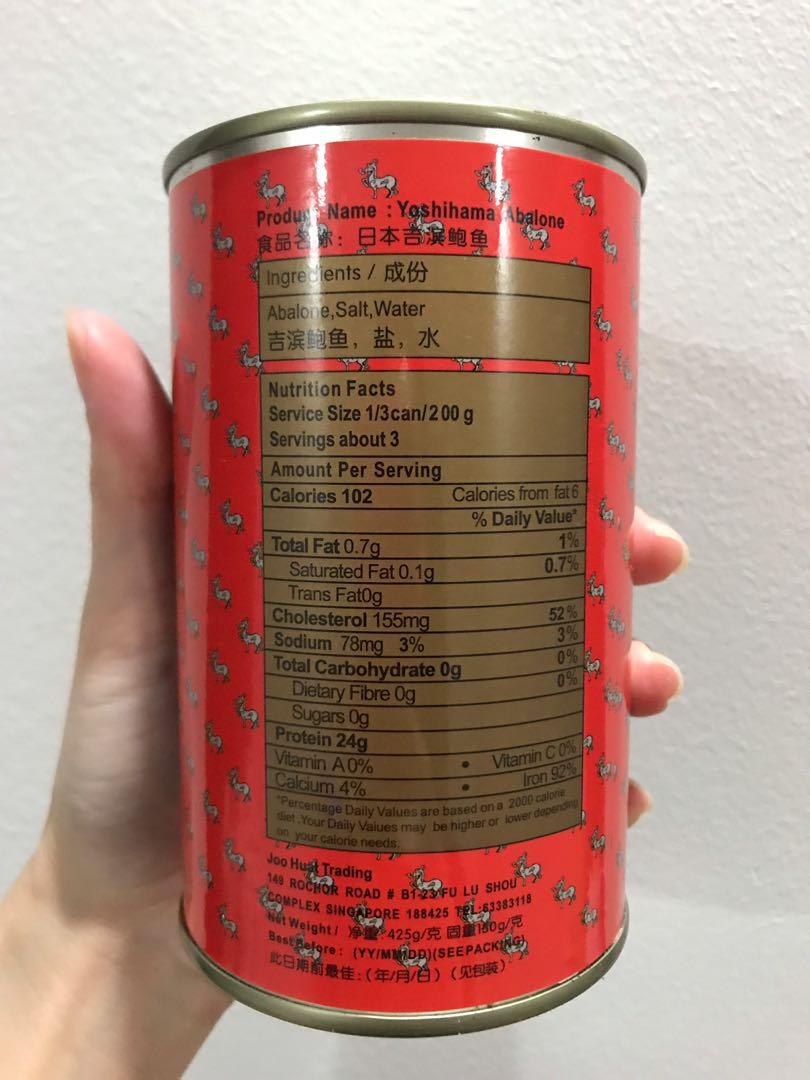 Product Name : Yoshihama Abalone
食品名称：日本吉滨鲍鱼
Ingredients / 成份
Abalone,Salt,Water
吉滨鲍鱼，盐，水
Nutrition Facts
Service Size 1/3can/200 g
Servings about 3
Amount Per Serving
Calories 102 Calories from fat 6
% Daily Value*
Total Fat 0.7g 1%
Saturated Fat 0.1g 0.7%
Trans Fat0g
Cholesterol 155mg 52%
Sodium 78mg 3% 3%
Total Carbohydrate 0g 0%
Dietary Fibre 0g 0%
Sugars 0g
Protein 24g
Vitamin A 0% • Vitamin C 0%
Calcium 4% • Iron 92%
*Percentage Daily Values are based on a 2000 calorie
diet .Your Daily Values may be higher or lower depending
on your calorie needs.
Joo Huat Trading
149 ROCHOR ROAD # B1-23 FU LU SHOU
COMPLEX SINGAPORE 188425 TEL:63383118
Net Weight / 净重:425g/克 固重150g/克
Best Before : (YY/MM/DD)(SEEPACKING)
此日期前最佳：(年/月/日)（见包装）